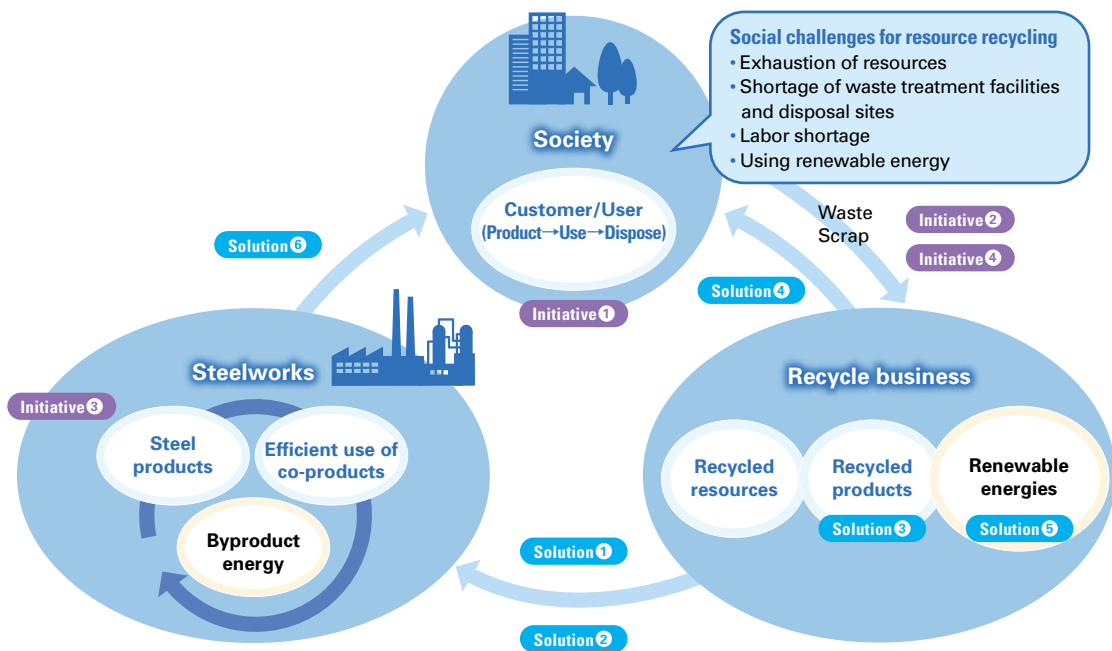 Social challenges for resource recycling
• Exhaustion of resources
• Shortage of waste treatment facilities
and disposal sites
• Labor shortage
• Using renewable energy
Society
Customer/User
(Product→Use→Dispose)
Initiative❶
Waste
Scrap
Initiative❷
Initiative❹
Solution❻
Solution❹
Steelworks
Initiative❸
Steel
products
Efficient use of
co-products
Byproduct
energy
Recycle business
Recycled
resources
Recycled
products
Solution❸
Renewable
energies
Solution❺
Solution❶
Solution❷